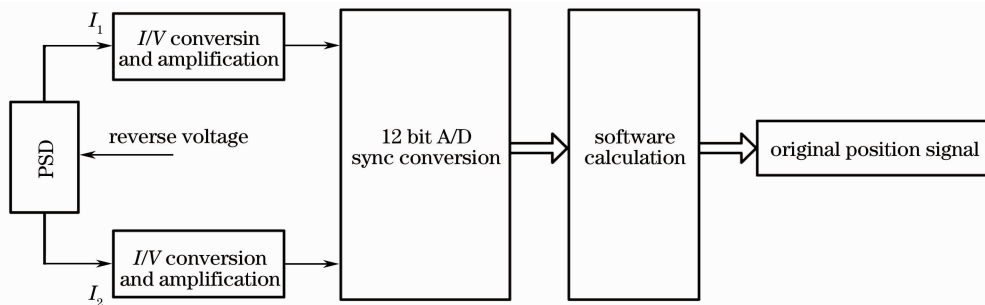 I1
I/V conversin
and amplification
PSD
reverse voltage
12 bit A/D
sync conversion
software
calculation
original position signal
I/V conversion
and amplification
I2